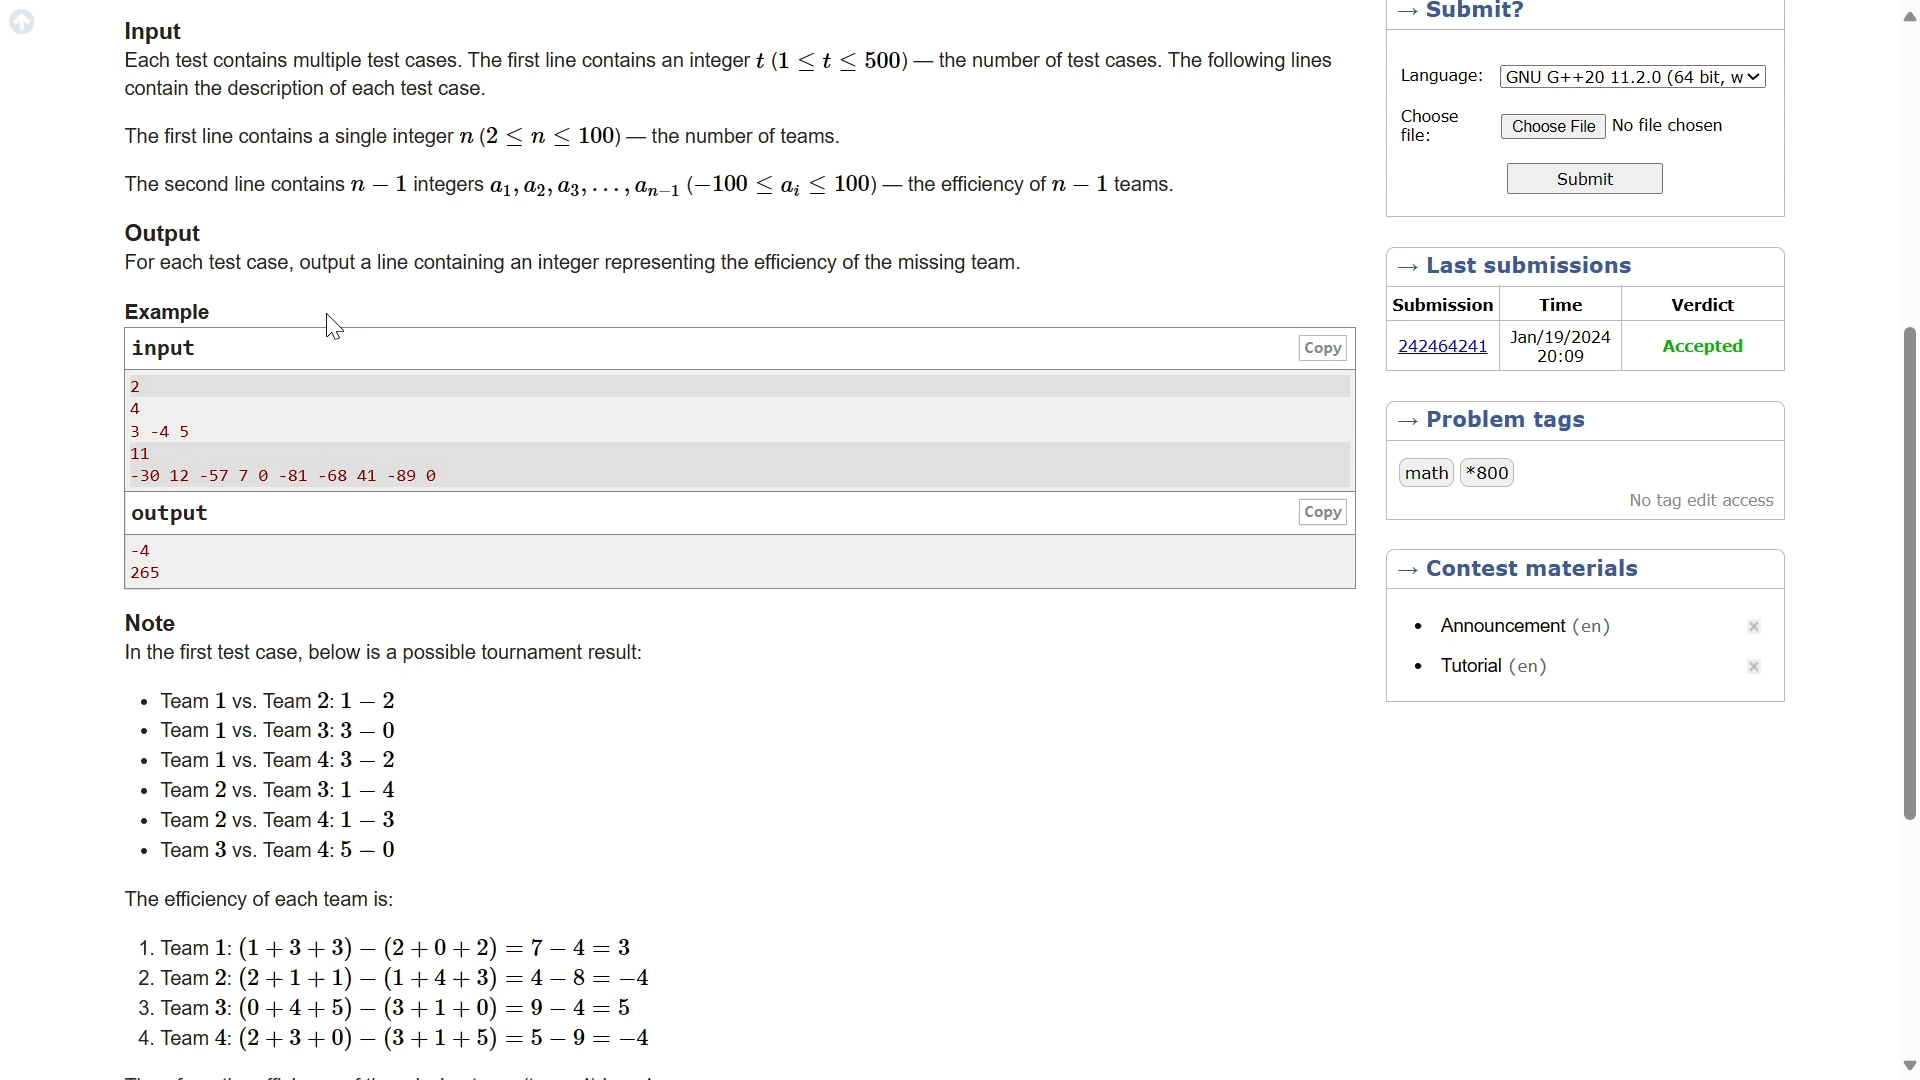 Input
Each test contains multiple test cases. The first line contains an integer t (1 ≤ t ≤ 500) — the number of test cases. The following lines
contain the description of each test case.
The first line contains a single integer n (2 ≤ n ≤ 100) — the number of teams.
The second line contains n − 1 integers a1, a2, a3, . . . , an−1 (−100 ≤ ai ≤ 100) — the efficiency of n − 1 teams.
Output
For each test case, output a line containing an integer representing the efficiency of the missing team.
Example
input
Copy
2
4
3 -4 5
11
-30 12 -57 7 0 -81 -68 41 -89 0
output
Copy
-4
265
Note
In the first test case, below is a possible tournament result:
• Team 1 vs. Team 2: 1 − 2
• Team 1 vs. Team 3: 3 − 0
• Team 1 vs. Team 4: 3 − 2
• Team 2 vs. Team 3: 1 − 4
• Team 2 vs. Team 4: 1 − 3
• Team 3 vs. Team 4: 5 − 0
The efficiency of each team is:
1. Team 1: (1 + 3 + 3) − (2 + 0 + 2) = 7 − 4 = 3
2. Team 2: (2 + 1 + 1) − (1 + 4 + 3) = 4 − 8 = −4
3. Team 3: (0 + 4 + 5) − (3 + 1 + 0) = 9 − 4 = 5
4. Team 4: (2 + 3 + 0) − (3 + 1 + 5) = 5 − 9 = −4
→ Submit?
Language: GNU G++20 11.2.0 (64 bit, w
Choose
file:
Choose File No file chosen
Submit
→ Last submissions
Submission Time Verdict
242464241 Jan/19/2024 20:09 Accepted
→ Problem tags
math *800
No tag edit access
→ Contest materials
• Announcement (en)
• Tutorial (en)